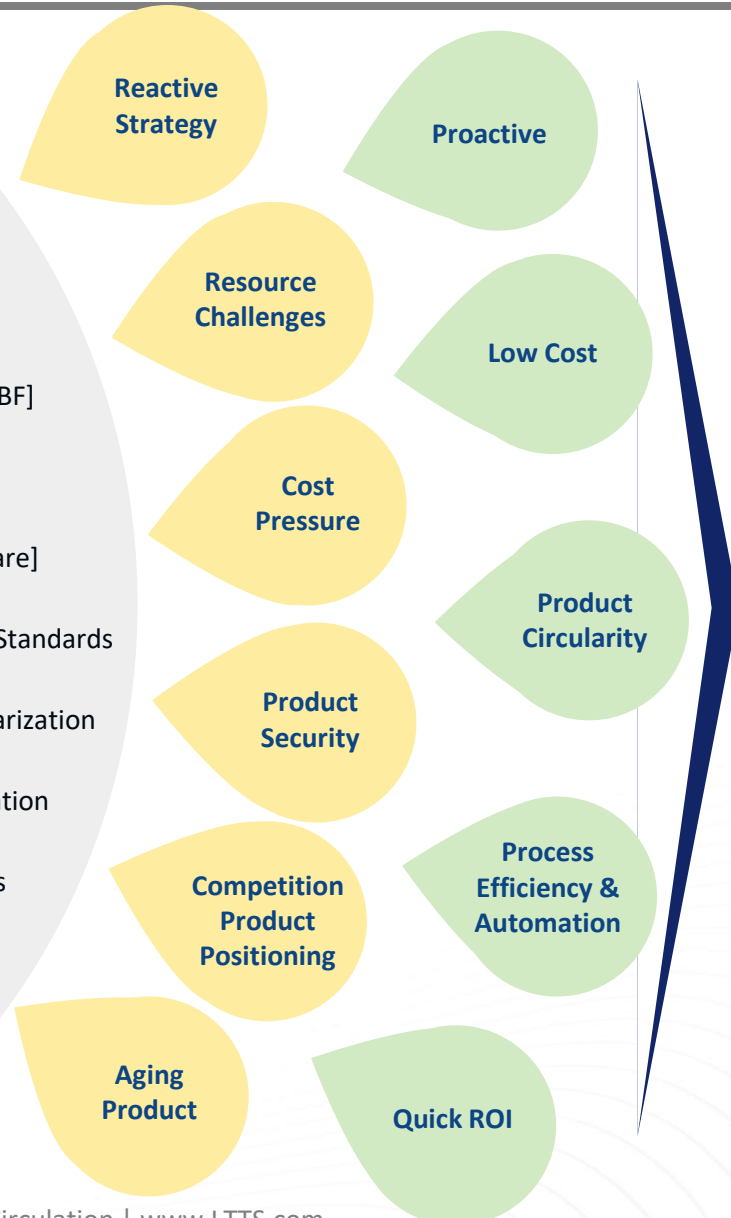 Reactive
Strategy
Proactive
Resource
Challenges
Low Cost
BF]
Cost
Pressure
are]
Product
Circularity
Standards
Product
Security
arization
ation
Process
Efficiency &
Automation
s
Competition
Product
Positioning
Aging
Product
Quick ROI
irculation | www.LTTS.com